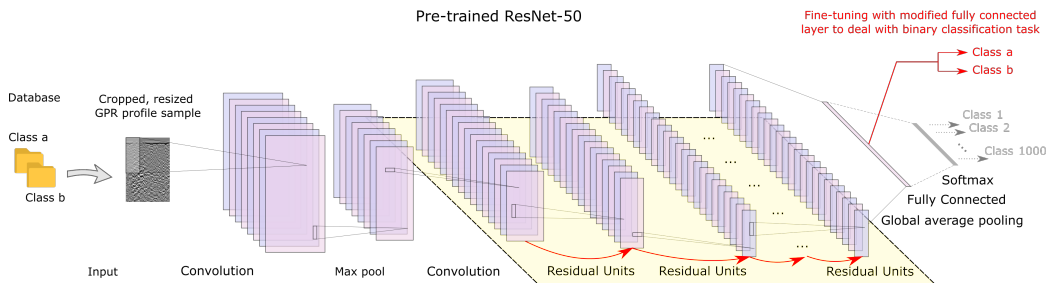 Pre-trained ResNet-50
Fine-tuning with modified fully connected
layer to deal with binary classification task
Class a
Class b
Database
Cropped, resized
GPR profile sample
Class a
Class b
Class 1
Class 2
Class 1000
...
...
...
...
...
Softmax
Fully Connected
Global average pooling
Input
Convolution
Max pool
Convolution
Residual Units
Residual Units
Residual Units